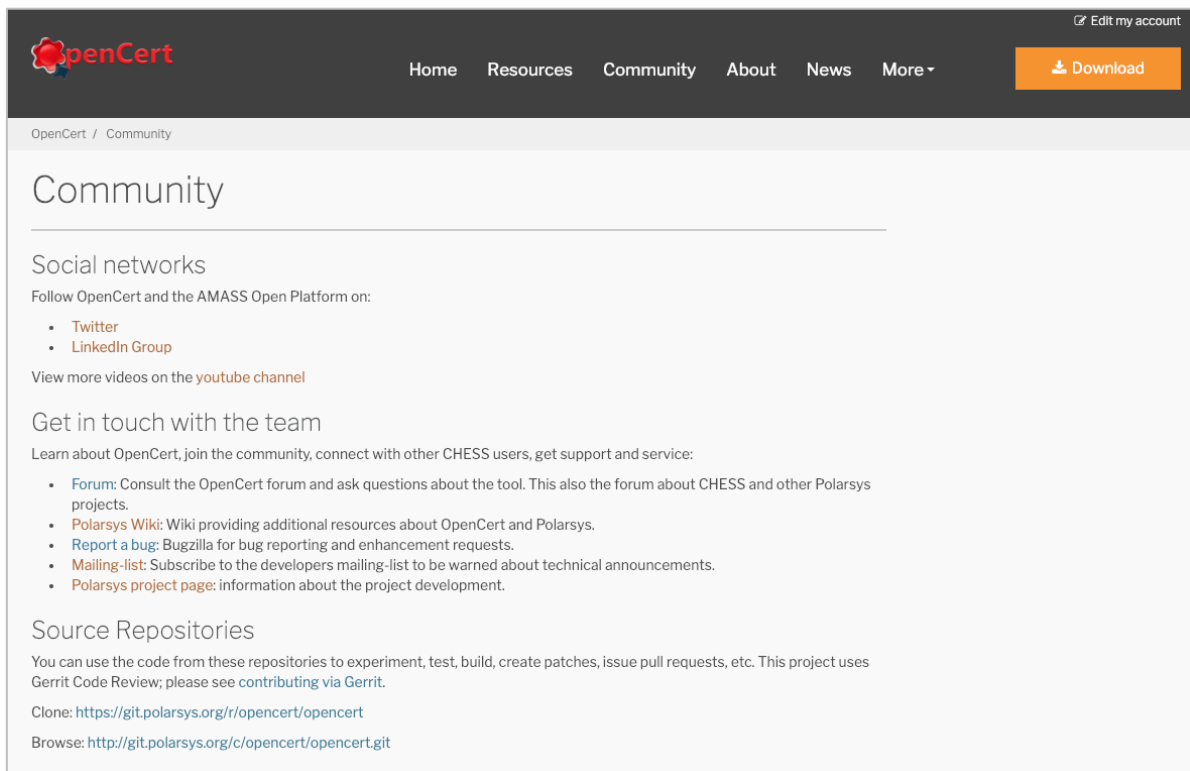 Edit my account
OpenCert
Home Resources Community About News More
Download
OpenCert / Community
Community
Social networks
Follow OpenCert and the AMASS Open Platform on:
• Twitter
• LinkedIn Group
View more videos on the youtube channel
Get in touch with the team
Learn about OpenCert, join the community, connect with other CHESS users, get support and service:
• Forum: Consult the OpenCert forum and ask questions about the tool. This also the forum about CHESS and other Polarsys
projects.
• Polarsys Wiki: Wiki providing additional resources about OpenCert and Polarsys.
• Report a bug: Bugzilla for bug reporting and enhancement requests.
• Mailing-list: Subscribe to the developers mailing-list to be warned about technical announcements.
• Polarsys project page: information about the project development.
Source Repositories
You can use the code from these repositories to experiment, test, build, create patches, issue pull requests, etc. This project uses
Gerrit Code Review; please see contributing via Gerrit.
Clone: https://git.polarsys.org/r/opencert/opencert
Browse: http://git.polarsys.org/c/opencert/opencert.git